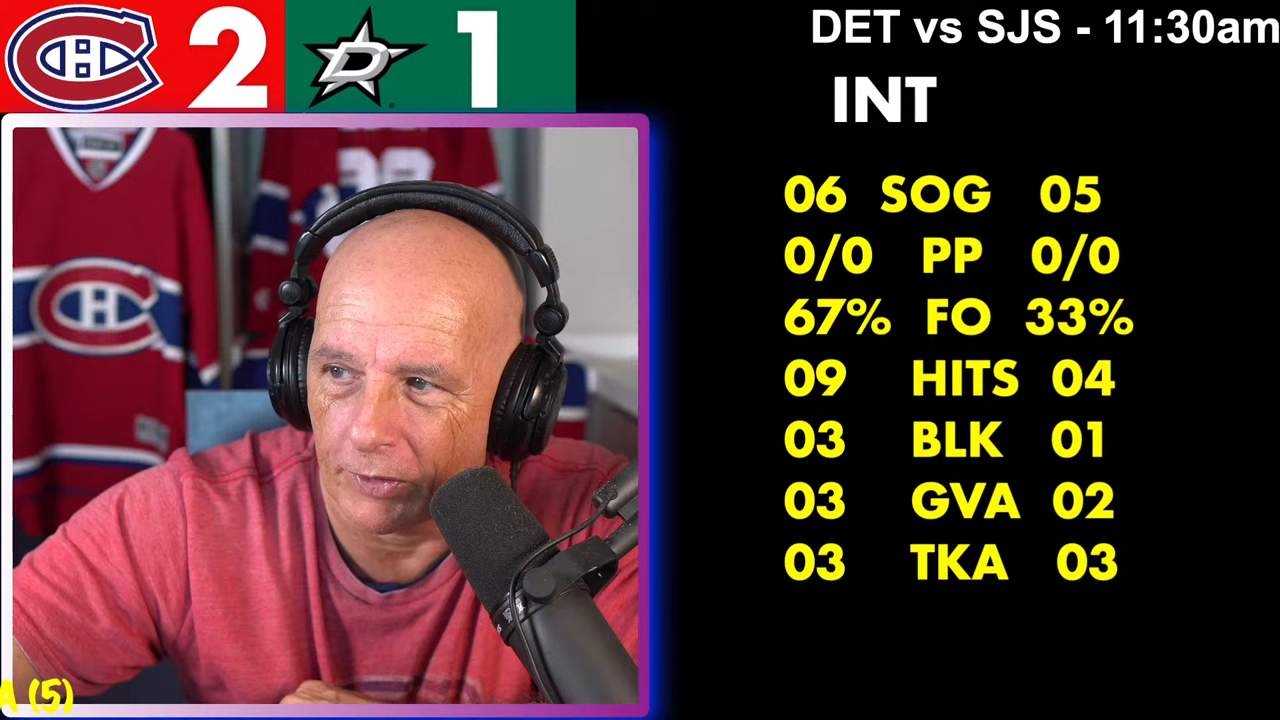 2 1
DET vs SJS - 11:30am
INT
06 SOG 05
0/0 PP 0/0
67% FO 33%
09 HITS 04
03 BLK 01
03 GVA 02
03 TKA 03
A (5)